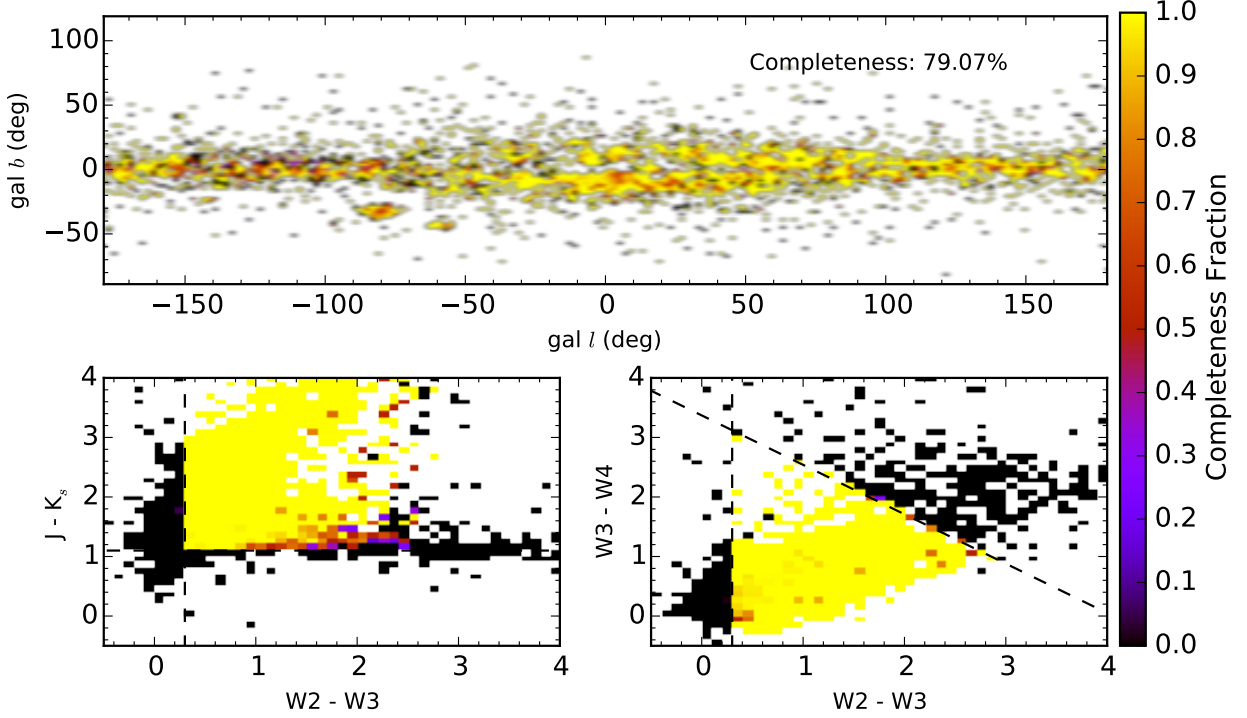 100
50
0
−50
gal b (deg)
Completeness: 79.07%
−150 −100 −50 0 50 100 150
gal l (deg)
1.0
0.9
0.8
0.7
0.6
0.5
0.4
0.3
0.2
0.1
0.0
Completeness Fraction
4
3
2
1
0
J - Ks
0 1 2 3 4
W2 - W3
4
3
2
1
0
W3 - W4
0 1 2 3 4
W2 - W3